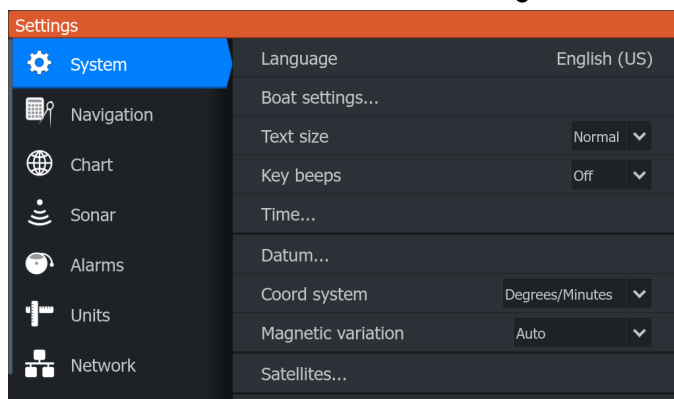 Settings
System
Navigation
Chart
Sonar
Alarms
Units
Network
Language English (US)
Boat settings...
Text size Normal
Key beeps Off
Time...
Datum...
Coord system Degrees/Minutes
Magnetic variation Auto
Satellites...